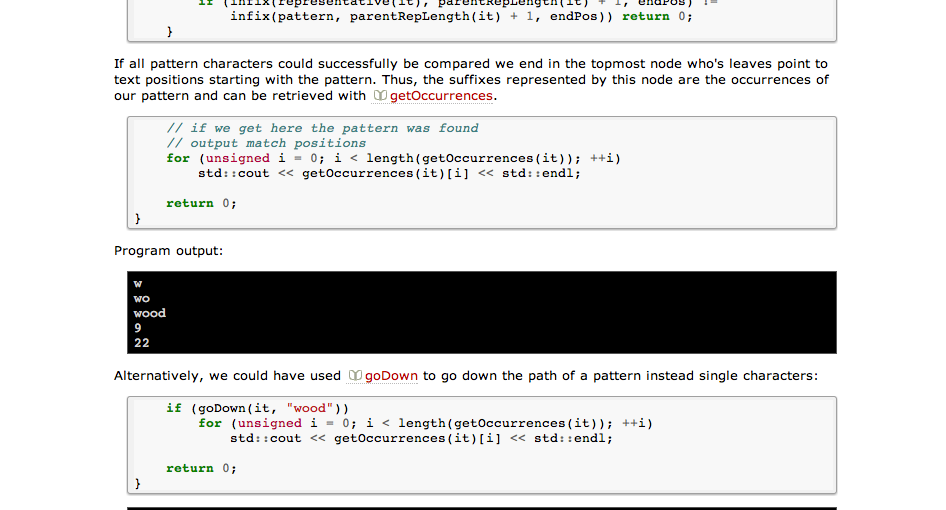 if (infix(representative(it), parentRepLength(it) + 1, endPos) !=
infix(pattern, parentRepLength(it) + 1, endPos)) return 0;
}
If all pattern characters could successfully be compared we end in the topmost node who's leaves point to
text positions starting with the pattern. Thus, the suffixes represented by this node are the occurrences of
our pattern and can be retrieved with getOccurrences.
// if we get here the pattern was found
// output match positions
for (unsigned i = 0; i < length(getOccurrences(it)); ++i)
std::cout << getOccurrences(it)[i] << std::endl;
return 0;
}
Program output:
w
wo
wood
9
22
Alternatively, we could have used goDown to go down the path of a pattern instead single characters:
if (goDown(it, "wood"))
for (unsigned i = 0; i < length(getOccurrences(it)); ++i)
std::cout << getOccurrences(it)[i] << std::endl;
return 0;
}